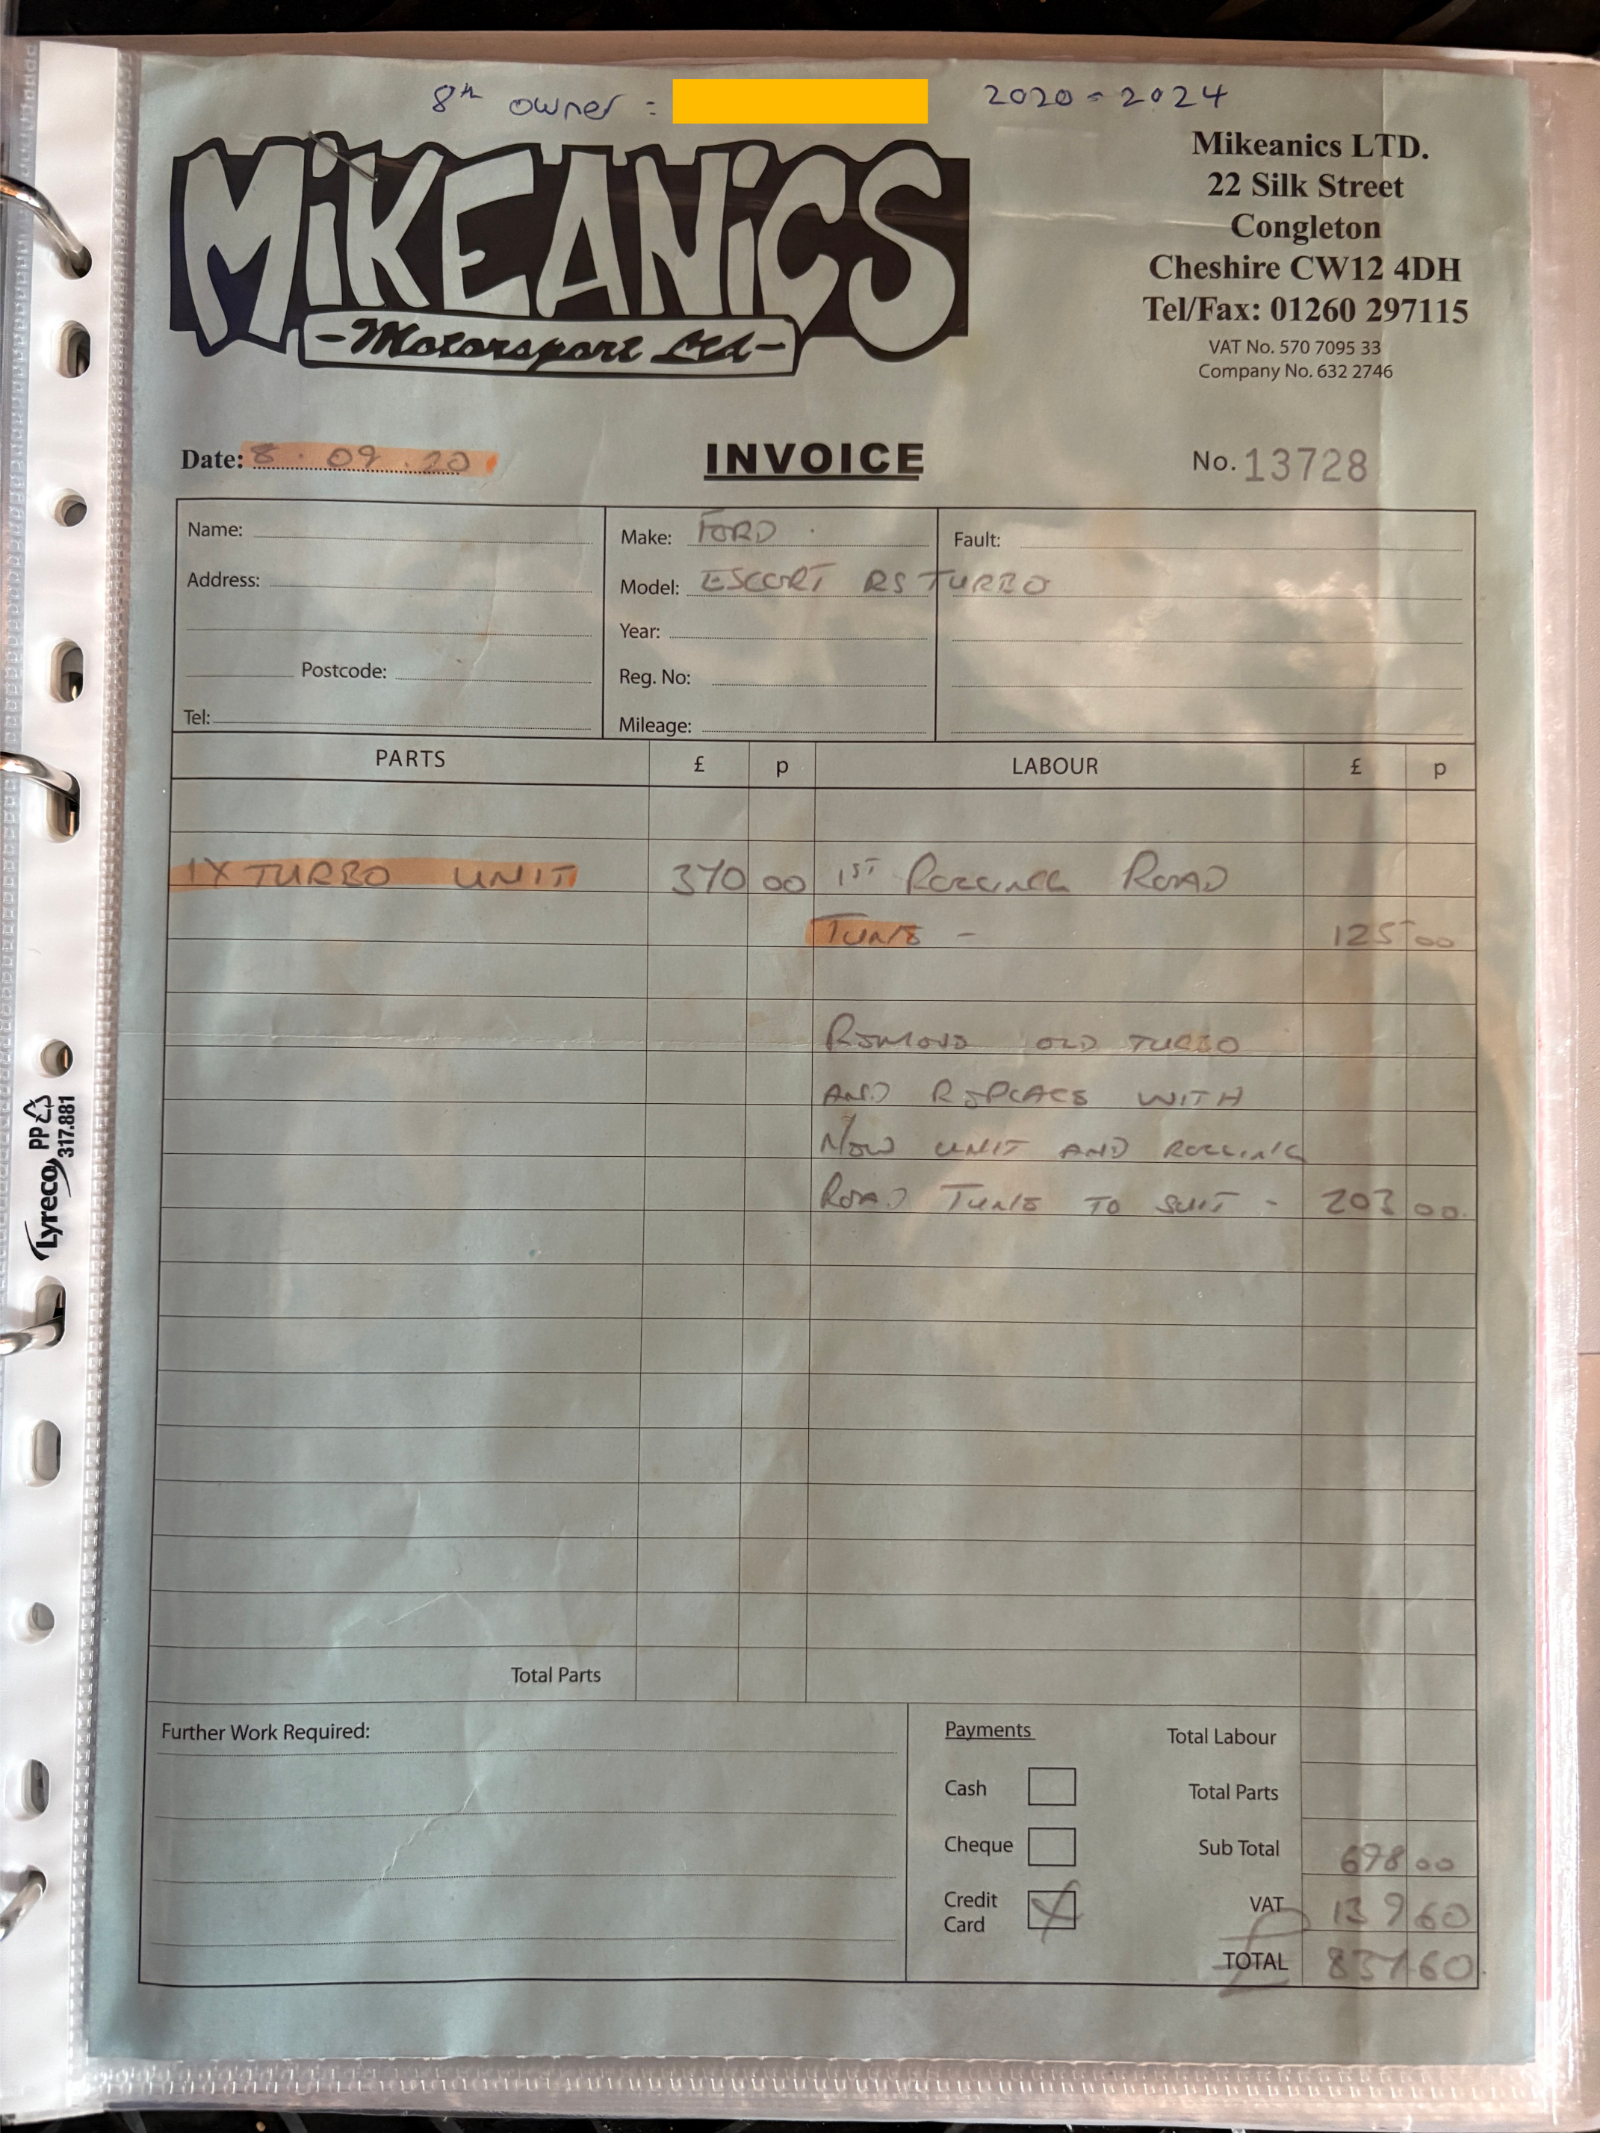 8th owner : 2020-2024
MiKEANiCS
-Motorsport Ltd-
Mikeanics LTD.
22 Silk Street
Congleton
Cheshire CW12 4DH
Tel/Fax: 01260 297115
VAT No. 570 7095 33
Company No. 632 2746
Date: 8.09.20 INVOICE No. 13728
Name: Make: FORD Fault:
Address: Model: ESCORT RS TURBO
Year:
Postcode: Reg. No:
Tel: Mileage:
PARTS £ p LABOUR £ p
1X TURBO UNIT 370 00 1ST ROLLING ROAD
TUNE - 125 00
REMOVE OLD TURBO
AND REPLACE WITH
NEW UNIT AND ROLLING
ROAD TUNE TO SUIT - 203 00
Total Parts
Further Work Required: Payments Total Labour
Cash Total Parts
Cheque Sub Total 698 00
Credit Card VAT 139 60
TOTAL 837 60
Lyreco PP 317.881